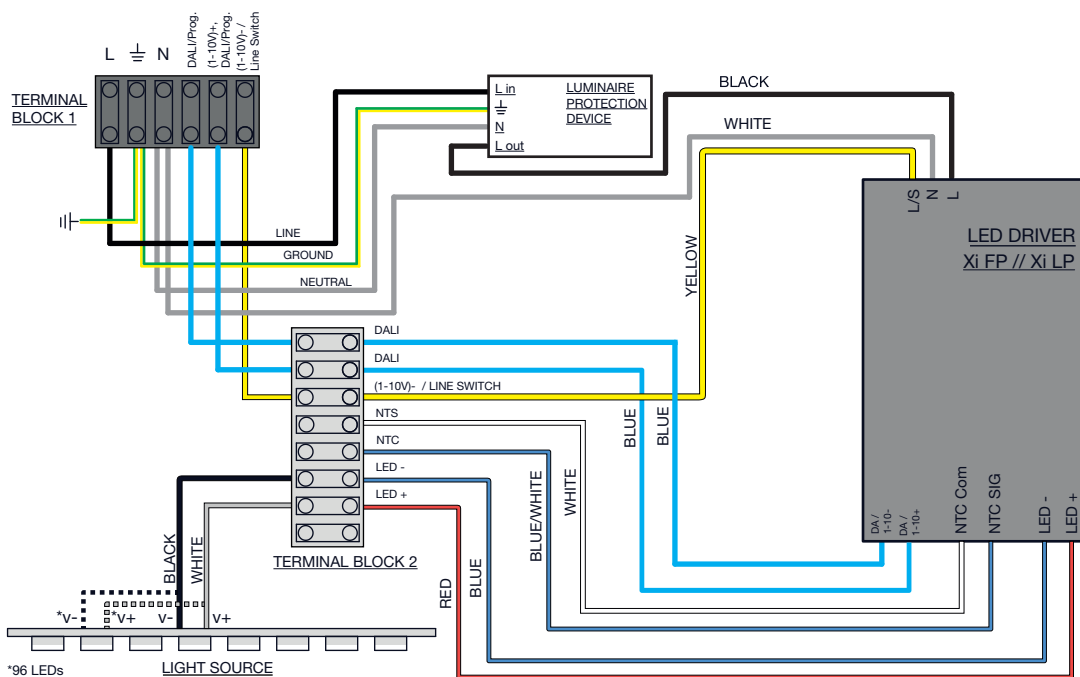 L
N
DALI/Prog.
(1-10V)+,
DALI/Prog.
(1-10V)- /
Line Switch
TERMINAL
BLOCK 1
L in
N
L out
LUMINAIRE
PROTECTION
DEVICE
BLACK
WHITE
L/S
N
L
LED DRIVER
Xi FP // Xi LP
LINE
GROUND
NEUTRAL
YELLOW
DALI
DALI
(1-10V)- / LINE SWITCH
NTS
NTC
LED -
LED +
TERMINAL BLOCK 2
BLUE
BLUE
WHITE
BLUE/WHITE
BLUE
RED
DA /
1-10-
DA /
1-10+
NTC Com
NTC SIG
LED -
LED +
BLACK
WHITE
*v-
*v+
v-
v+
*96 LEDs
LIGHT SOURCE